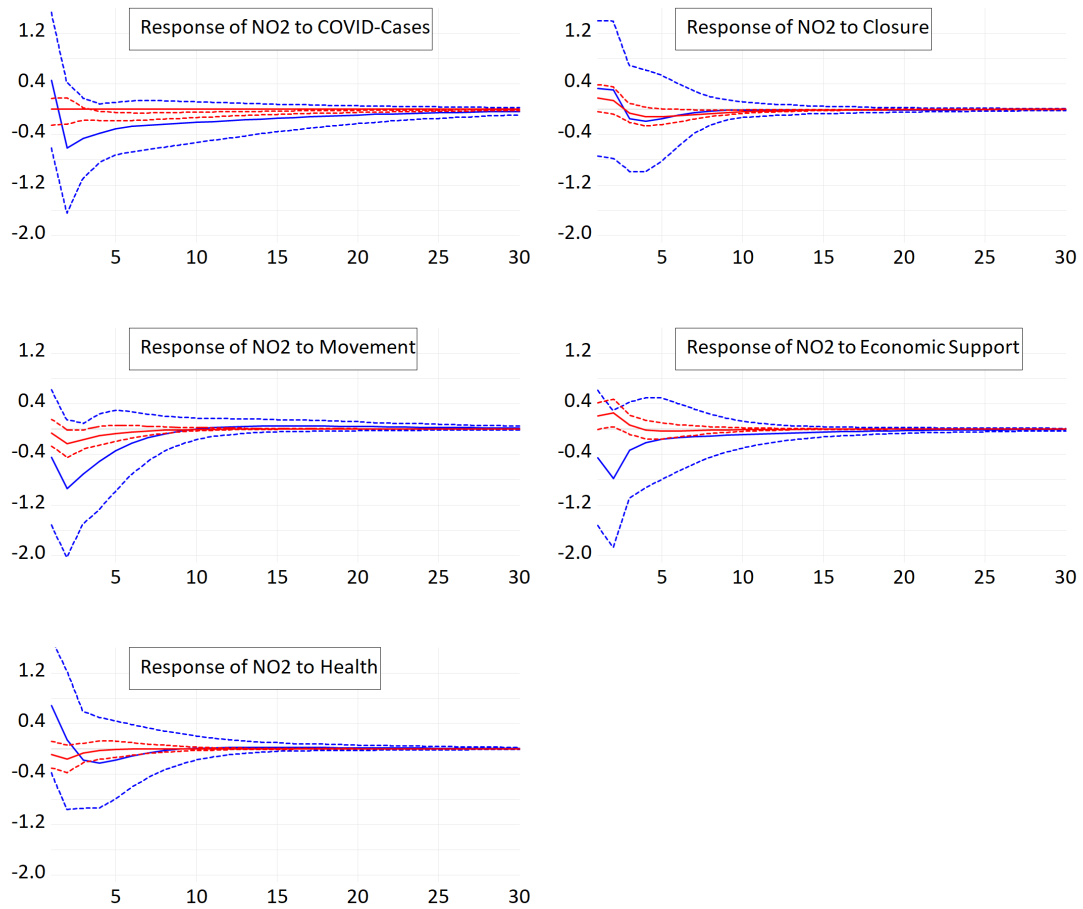 Response of NO2 to COVID-Cases
1.2
0.4
-0.4
-1.2
-2.0
5 10 15 20 25 30
Response of NO2 to Closure
1.2
0.4
-0.4
-1.2
-2.0
5 10 15 20 25 30
Response of NO2 to Movement
1.2
0.4
-0.4
-1.2
-2.0
5 10 15 20 25 30
Response of NO2 to Economic Support
1.2
0.4
-0.4
-1.2
-2.0
5 10 15 20 25 30
Response of NO2 to Health
1.2
0.4
-0.4
-1.2
-2.0
5 10 15 20 25 30